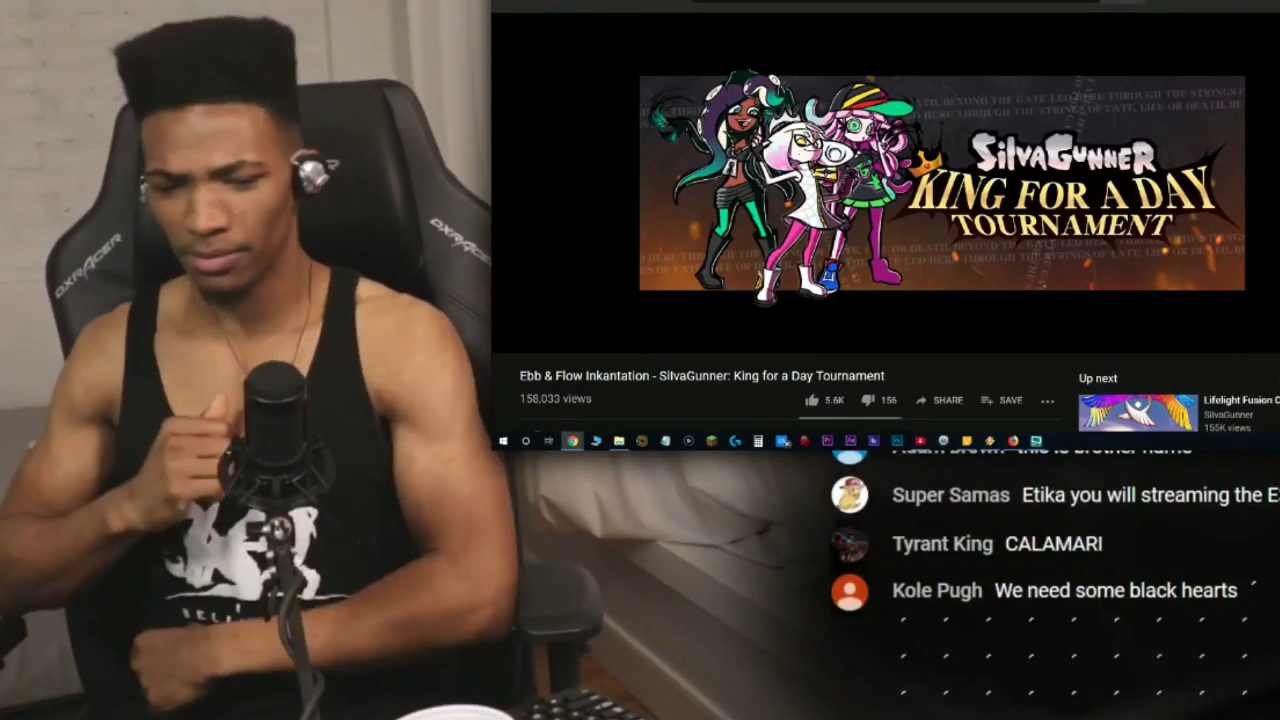 SILVAGUNNER
KING FOR A DAY
TOURNAMENT
DXRACER
DXRACER
Ebb & Flow Inkantation - SilvaGunner: King for a Day Tournament
158,033 views
5.6K
156
SHARE
SAVE
Up next
Lifelight Fusion C
SilvaGunner
155K views
Super Samas Etika you will streaming the E
Tyrant King CALAMARI
Kole Pugh We need some black hearts